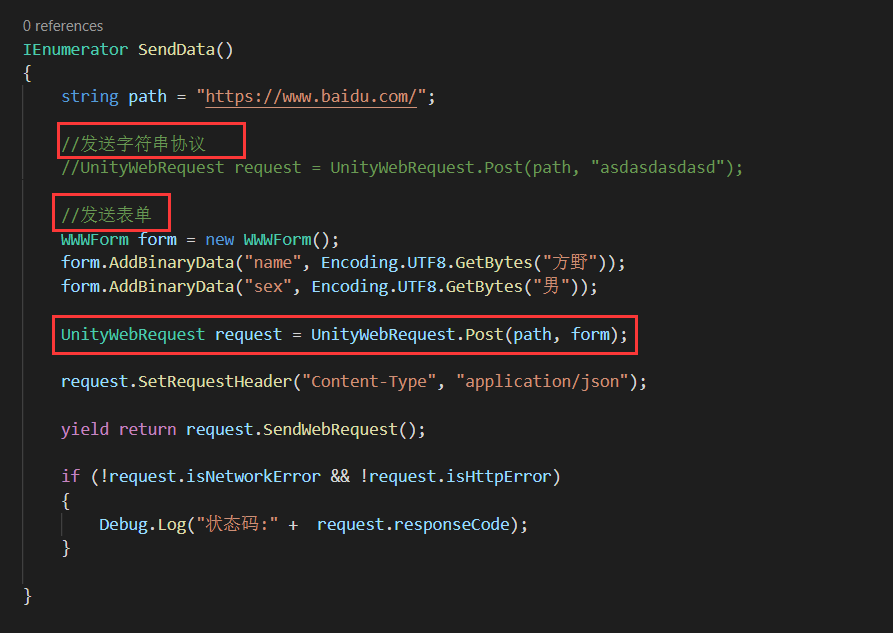 0 references
IEnumerator SendData()
{
string path = "https://www.baidu.com/";
//发送字符串协议
//UnityWebRequest request = UnityWebRequest.Post(path, "asdasdasdasd");
//发送表单
WWWForm form = new WWWForm();
form.AddBinaryData("name", Encoding.UTF8.GetBytes("方野"));
form.AddBinaryData("sex", Encoding.UTF8.GetBytes("男"));
UnityWebRequest request = UnityWebRequest.Post(path, form);
request.SetRequestHeader("Content-Type", "application/json");
yield return request.SendWebRequest();
if (!request.isNetworkError && !request.isHttpError)
{
Debug.Log("状态码:" +  request.responseCode);
}
}